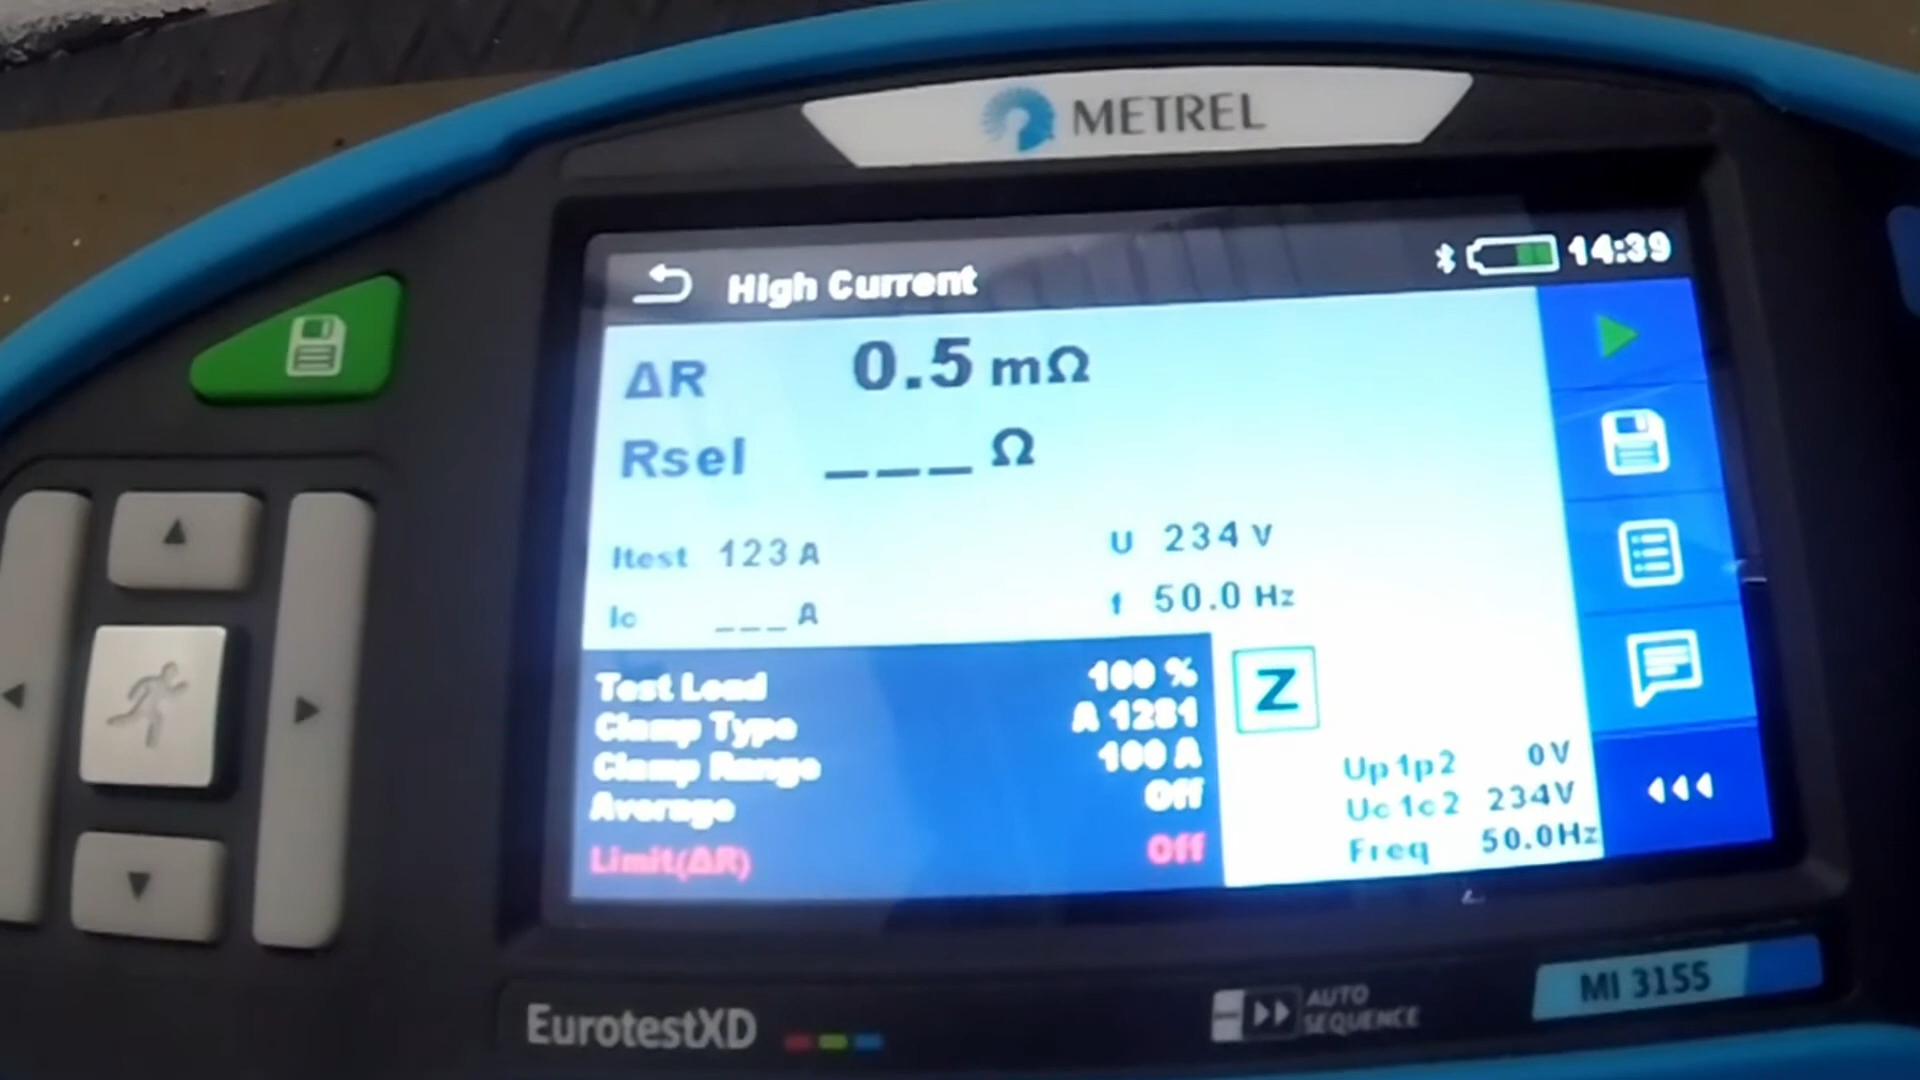 METREL
High Current
14:39
ΔR 0.5 mΩ
Rsel ___ Ω
Itest 123 A
U 234 V
Ic ___ A
f 50.0 Hz
Test Load 100 %
Clamp Type A 1281
Clamp Range 100 A
Average Off
Limit(ΔR) Off
Z
Up1p2 0V
Uc1c2 234V
Freq 50.0Hz
EurotestXD
AUTO
SEQUENCE
MI 3155